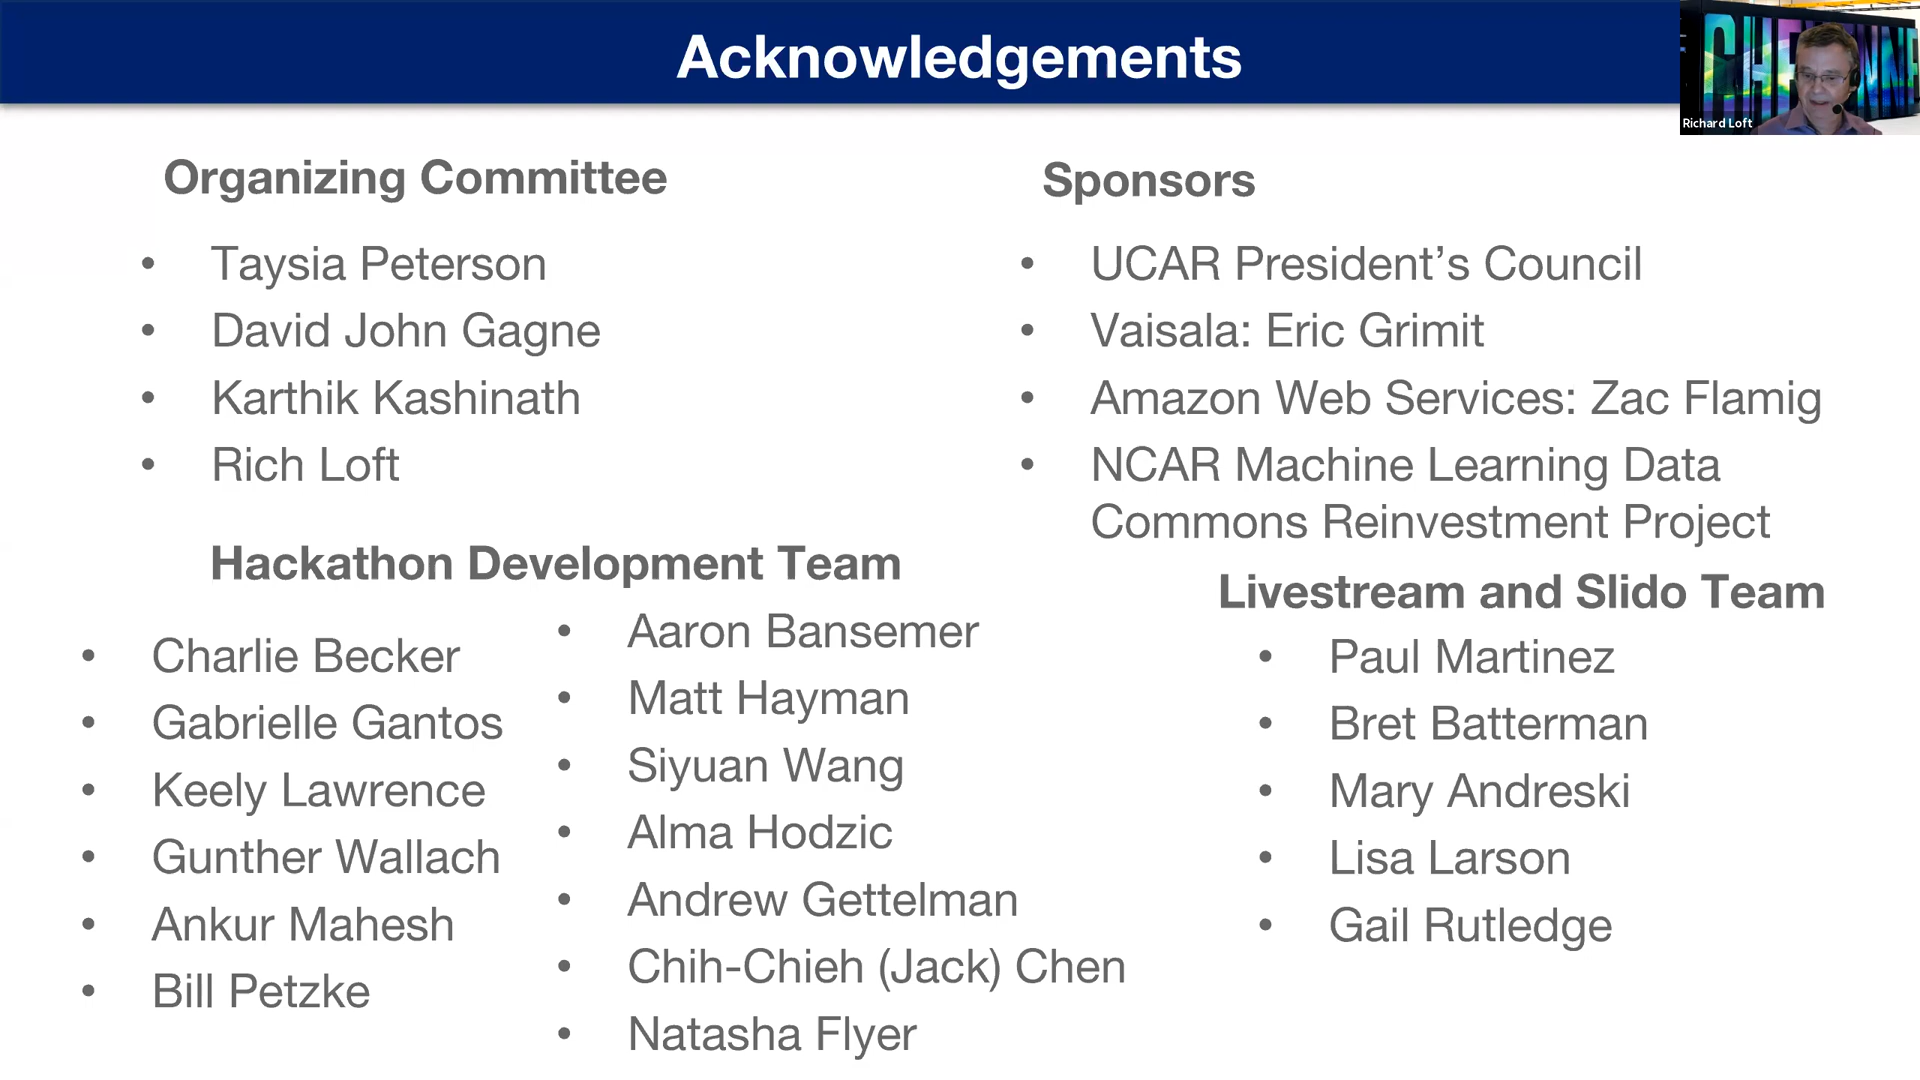 Acknowledgements
Richard Loft
Organizing Committee
• Taysia Peterson
• David John Gagne
• Karthik Kashinath
• Rich Loft
Sponsors
• UCAR President’s Council
• Vaisala: Eric Grimit
• Amazon Web Services: Zac Flamig
• NCAR Machine Learning Data
Commons Reinvestment Project
Hackathon Development Team
• Charlie Becker
• Gabrielle Gantos
• Keely Lawrence
• Gunther Wallach
• Ankur Mahesh
• Bill Petzke
• Aaron Bansemer
• Matt Hayman
• Siyuan Wang
• Alma Hodzic
• Andrew Gettelman
• Chih-Chieh (Jack) Chen
• Natasha Flyer
Livestream and Slido Team
• Paul Martinez
• Bret Batterman
• Mary Andreski
• Lisa Larson
• Gail Rutledge